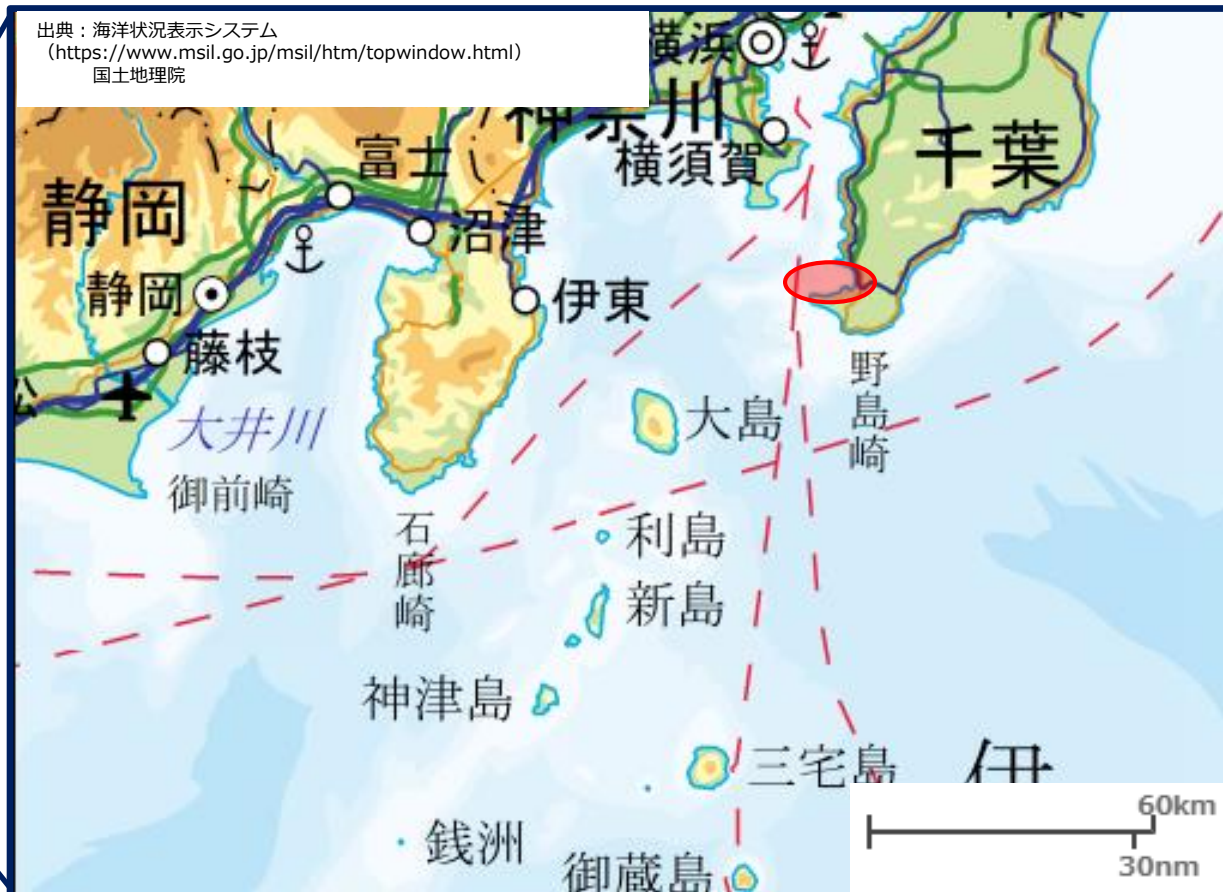 出典：海洋状況表示システム
（https://www.msil.go.jp/msil/htm/topwindow.html）
国土地理院
横浜
神奈川
横須賀
千葉
富士
静岡
沼津
静岡
伊東
藤枝
松
大井川
御前崎
野島崎
大島
石廊崎
利島
新島
神津島
三宅島
伊
銭洲
御蔵島
60km
30nm